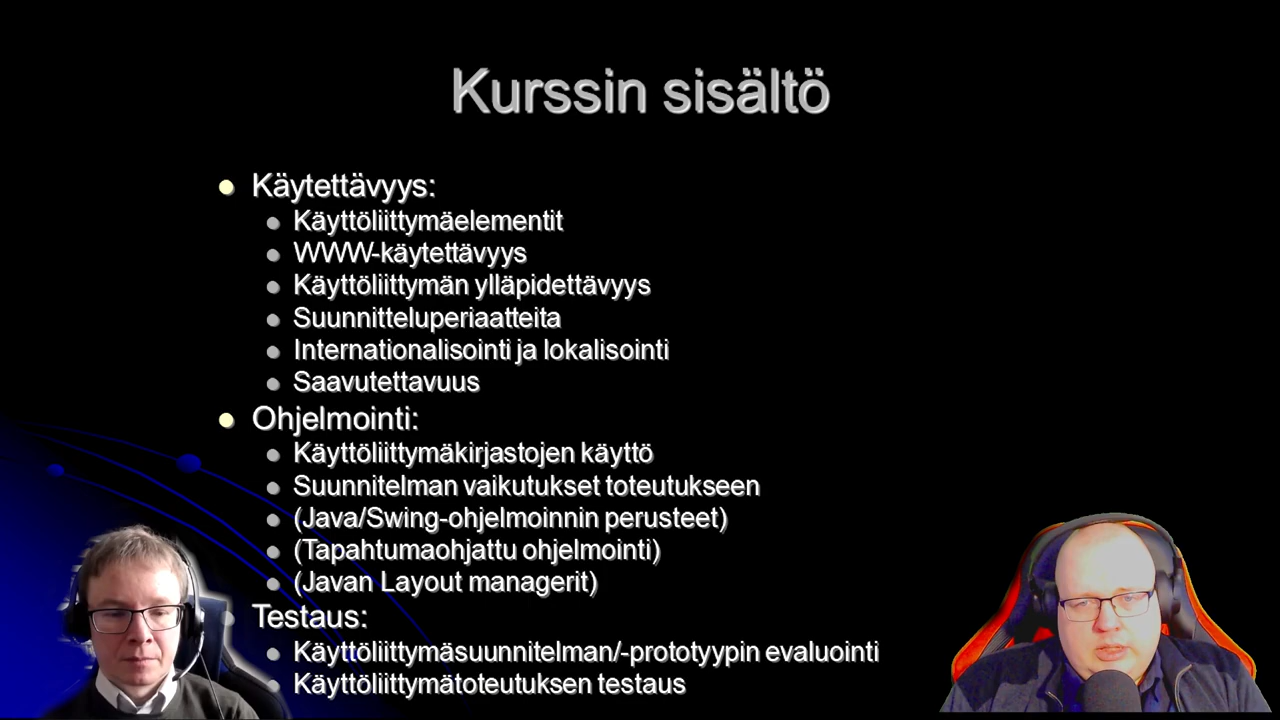 Kurssin sisältö
Käytettävyys:
Käyttöliittymäelementit
WWW-käytettävyys
Käyttöliittymän ylläpidettävyys
Suunnitteluperiaatteita
Internationalisointi ja lokalisointi
Saavutettavuus
Ohjelmointi:
Käyttöliittymäkirjastojen käyttö
Suunnitelman vaikutukset toteutukseen
(Java/Swing-ohjelmoinnin perusteet)
(Tapahtumaohjattu ohjelmointi)
(Javan Layout managerit)
Testaus:
Käyttöliittymäsuunnitelman/-prototyypin evaluointi
Käyttöliittymätoteutuksen testaus